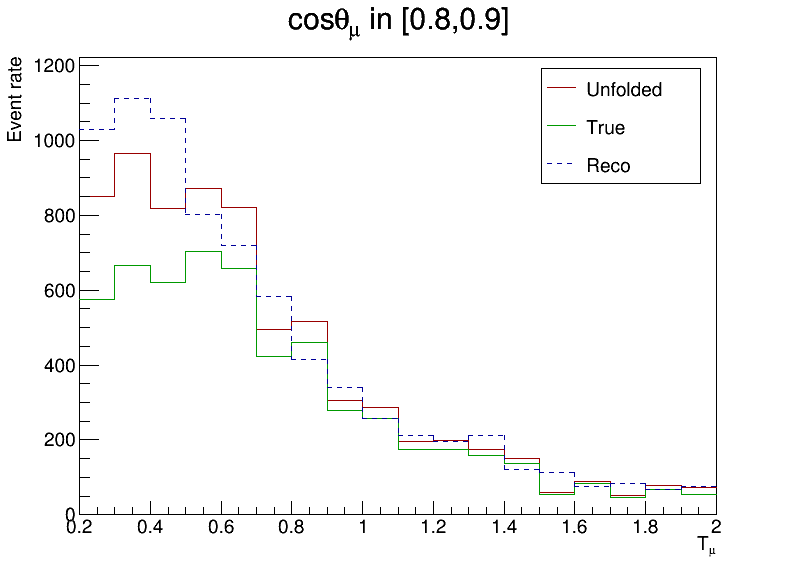 cosθμ in [0.8,0.9]
Event rate
Unfolded
True
Reco
1200
1000
800
600
400
200
0
0.2 0.4 0.6 0.8 1 1.2 1.4 1.6 1.8 2
Tμ